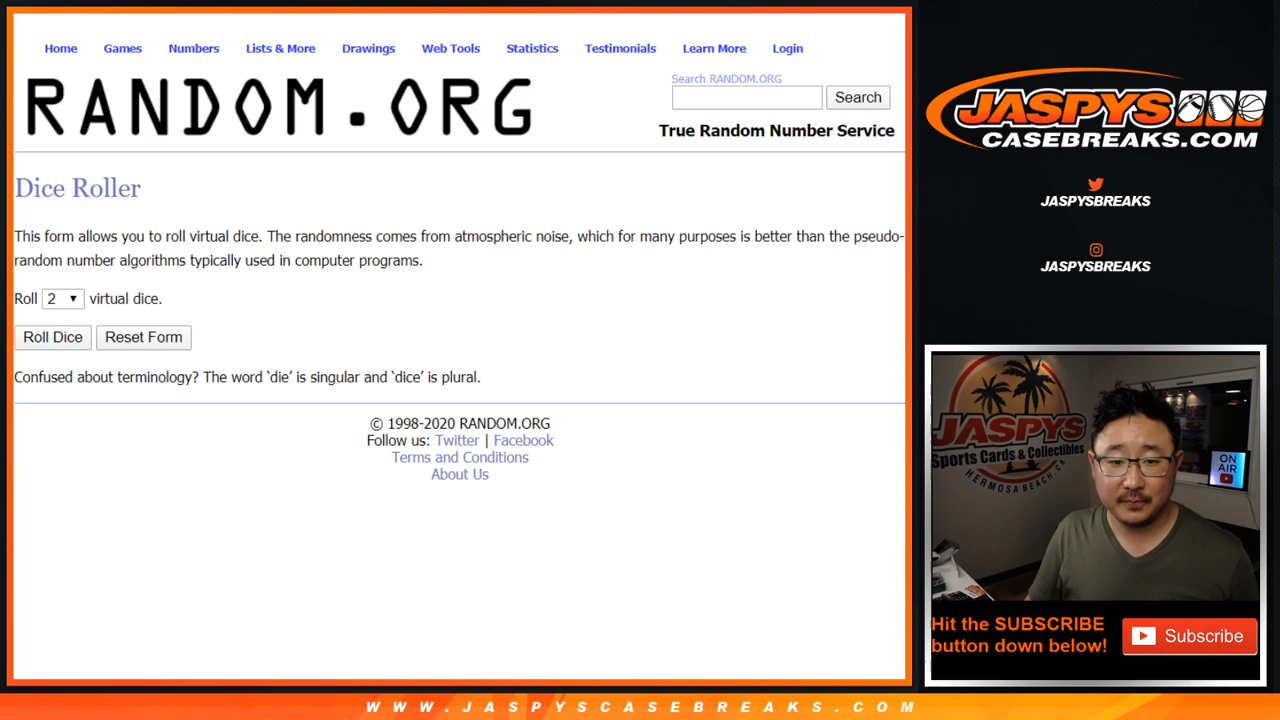 Home Games Numbers Lists & More Drawings Web Tools Statistics Testimonials Learn More Login
RANDOM.ORG
Search RANDOM.ORG
Search
True Random Number Service
Dice Roller
This form allows you to roll virtual dice. The randomness comes from atmospheric noise, which for many purposes is better than the pseudo-
random number algorithms typically used in computer programs.
Roll 2 virtual dice.
Roll Dice Reset Form
Confused about terminology? The word ‘die’ is singular and ‘dice’ is plural.
© 1998-2020 RANDOM.ORG
Follow us: Twitter | Facebook
Terms and Conditions
About Us
JASPYS
CASEBREAKS.COM
JASPYSBREAKS
JASPYSBREAKS
JASPYS
Sports Cards & Collectibles
HERMOSA BEACH, CA
ON
AIR
Hit the SUBSCRIBE
button down below!
Subscribe
WWW.JASPYSCASEBREAKS.COM